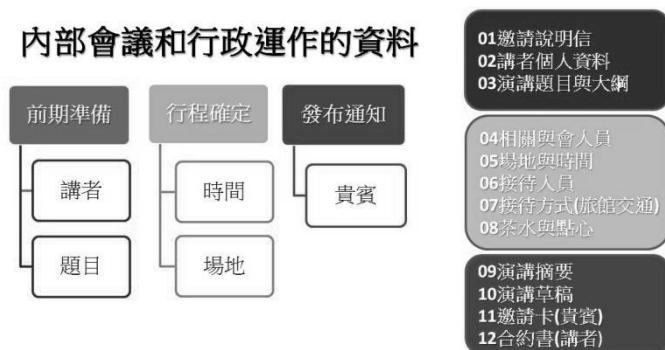 內部會議和行政運作的資料
前期準備
講者
題目
行程確定
時間
場地
發布通知
貴賓
01邀請說明信
02講者個人資料
03演講題目與大綱
04相關與會人員
05場地與時間
06接待人員
07接待方式(旅館交通)
08茶水與點心
09演講摘要
10演講草稿
11邀請卡(貴賓)
12合約書(講者)